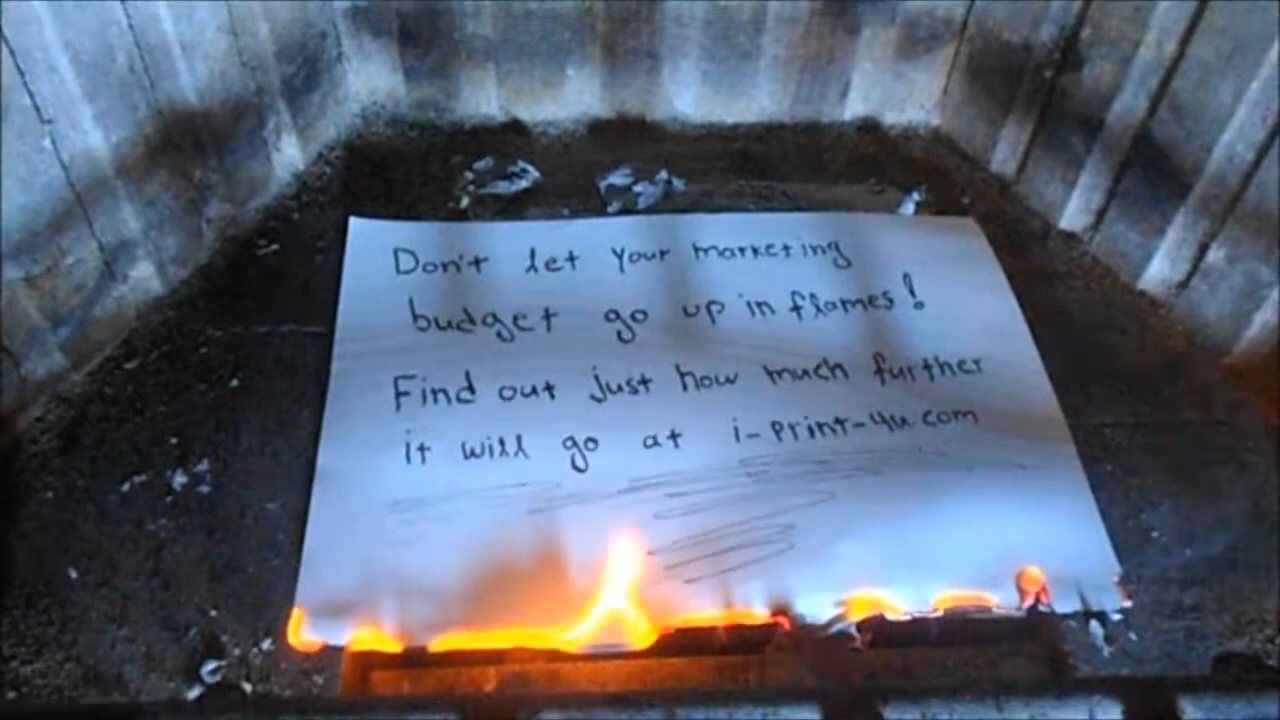 Don't let your marketing
budget go up in flames!
Find out just how much further
it will go at i-print-4u.com